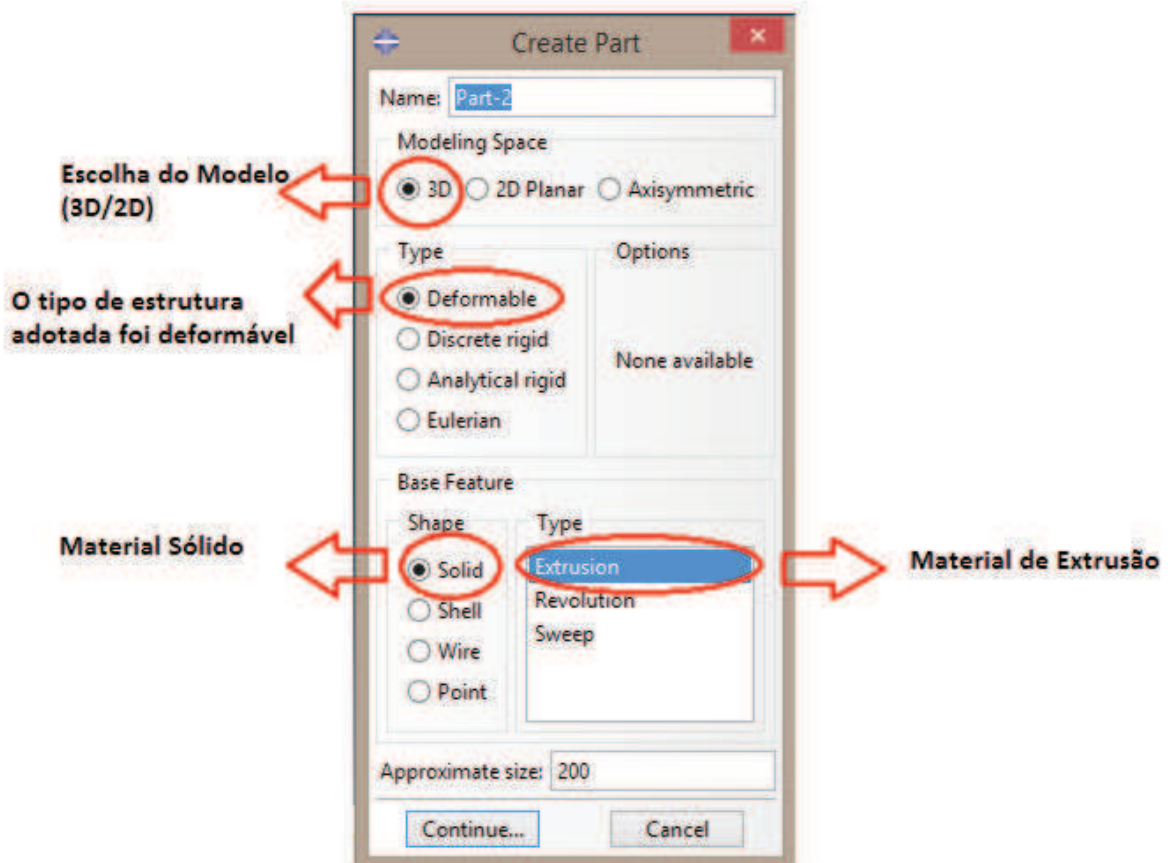 Create Part
Name: Part-2
Modeling Space
Escolha do Modelo
(3D/2D)
3D 2D Planar Axisymmetric
Type
Options
O tipo de estrutura
adotada foi deformável
Deformable
Discrete rigid
Analytical rigid
Eulerian
None available
Base Feature
Shape
Type
Material Sólido
Solid
Shell
Wire
Point
Extrusion
Revolution
Sweep
Material de Extrusão
Approximate size: 200
Continue... Cancel